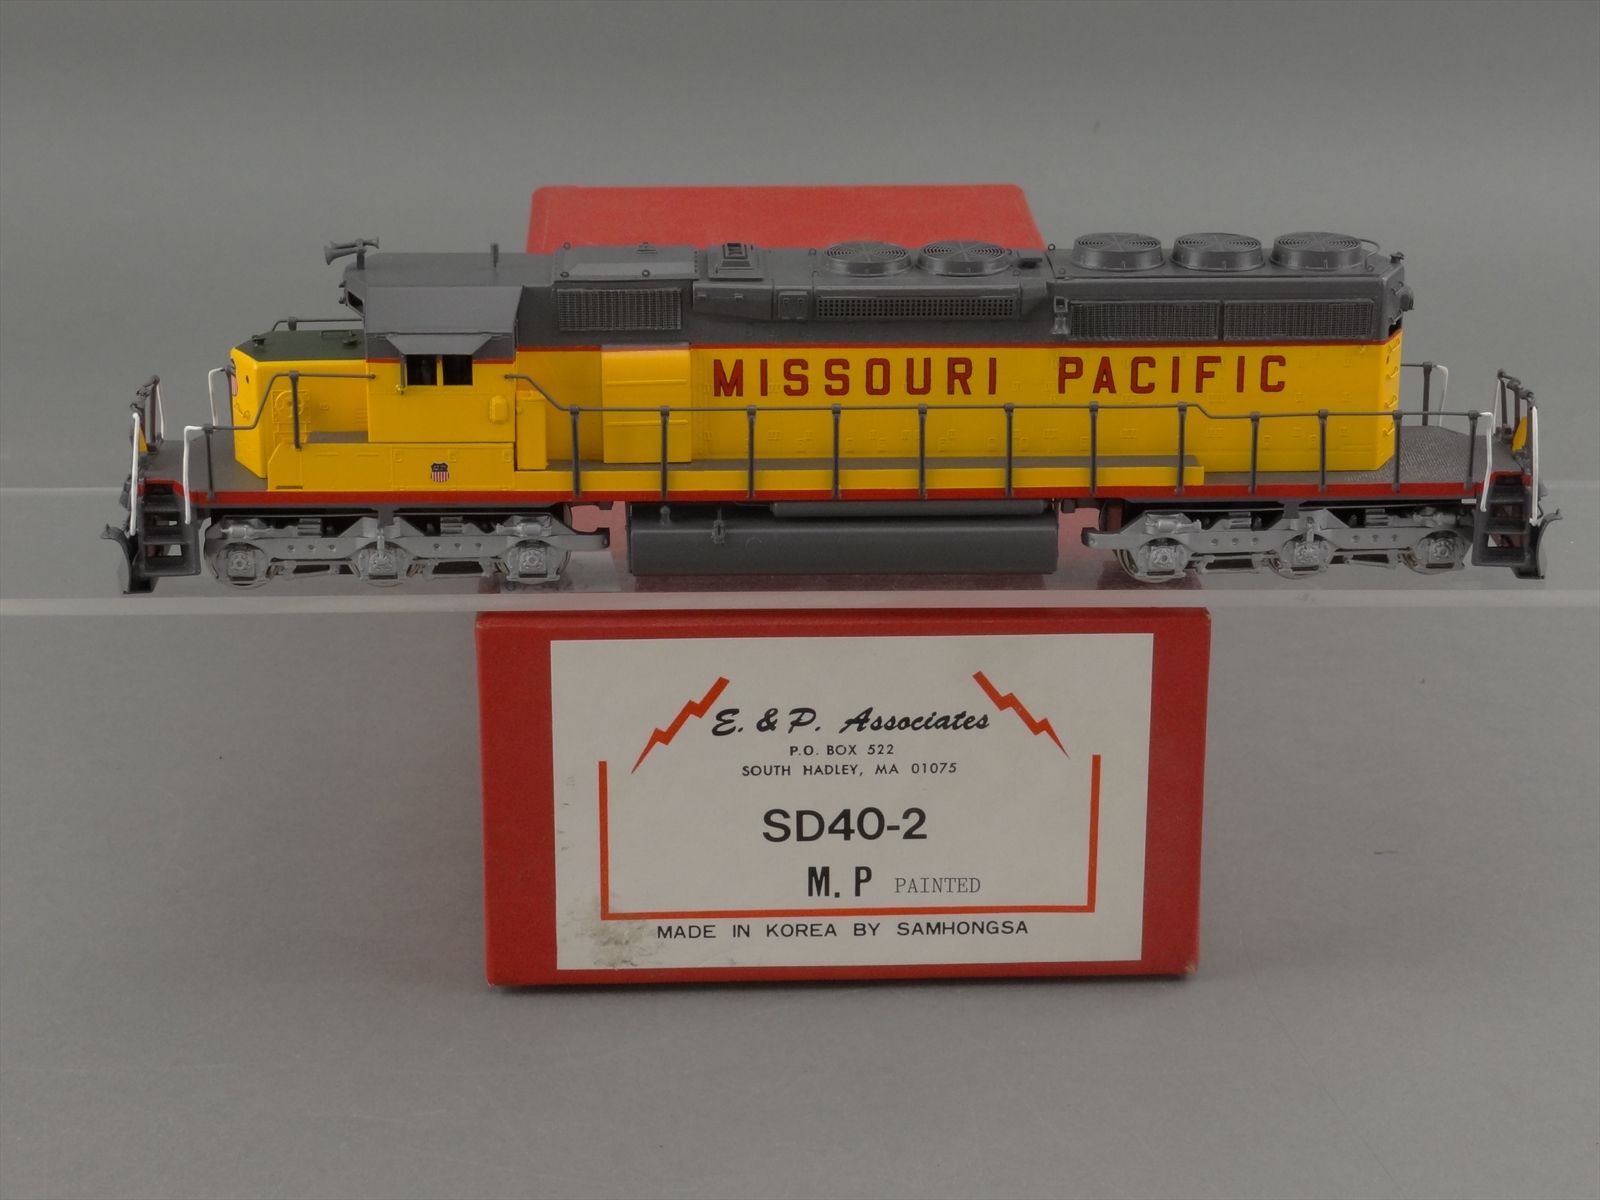 MISSOURI PACIFIC
E. & P. Associates
P.O. BOX 522
SOUTH HADLEY, MA 01075
SD40-2
M. P PAINTED
MADE IN KOREA BY SAMHONGSA